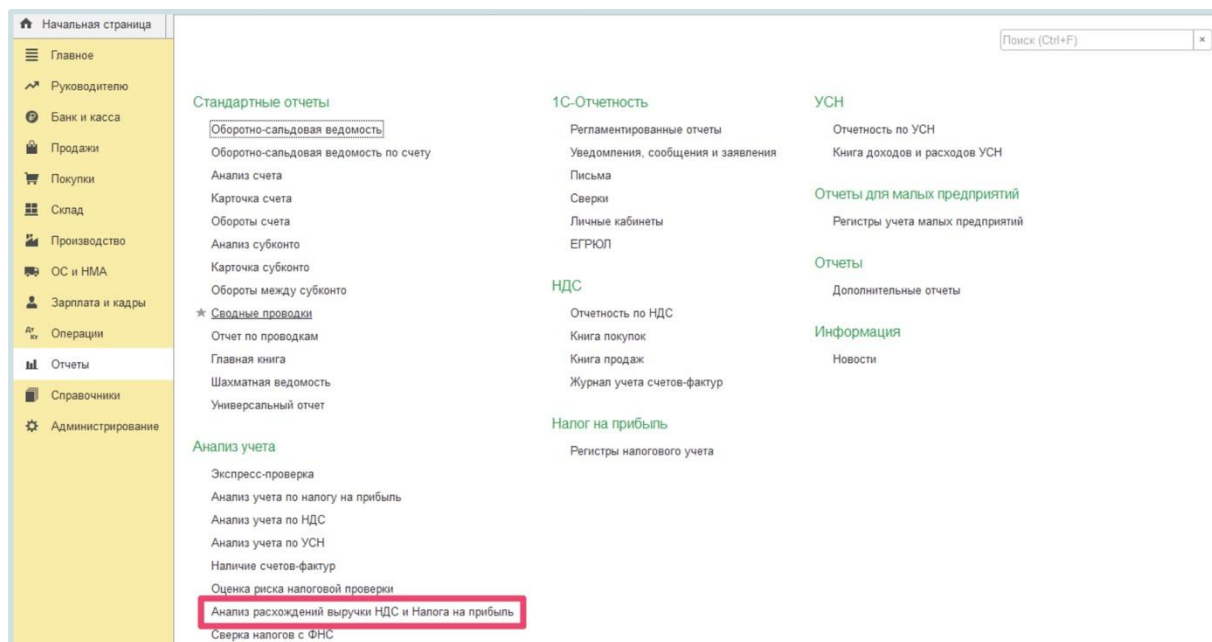 Начальная страница
Поиск (Ctrl+F)
×
Главное
Руководителю
Банк и касса
Продажи
Покупки
Склад
Производство
ОС и НМА
Зарплата и кадры
Операции
Отчеты
Справочники
Администрирование
Стандартные отчеты
Оборотно-сальдовая ведомость
Оборотно-сальдовая ведомость по счету
Анализ счета
Карточка счета
Обороты счета
Анализ субконто
Карточка субконто
Обороты между субконто
Сводные проводки
Отчет по проводкам
Главная книга
Шахматная ведомость
Универсальный отчет
Анализ учета
Экспресс-проверка
Анализ учета по налогу на прибыль
Анализ учета по НДС
Анализ учета по УСН
Наличие счетов-фактур
Оценка риска налоговой проверки
Анализ расхождений выручки НДС и Налога на прибыль
Сверка налогов с ФНС
1С-Отчетность
Регламентированные отчеты
Уведомления, сообщения и заявления
Письма
Сверки
Личные кабинеты
ЕГРЮЛ
НДС
Отчетность по НДС
Книга покупок
Книга продаж
Журнал учета счетов-фактур
Налог на прибыль
Регистры налогового учета
УСН
Отчетность по УСН
Книга доходов и расходов УСН
Отчеты для малых предприятий
Регистры учета малых предприятий
Отчеты
Дополнительные отчеты
Информация
Новости